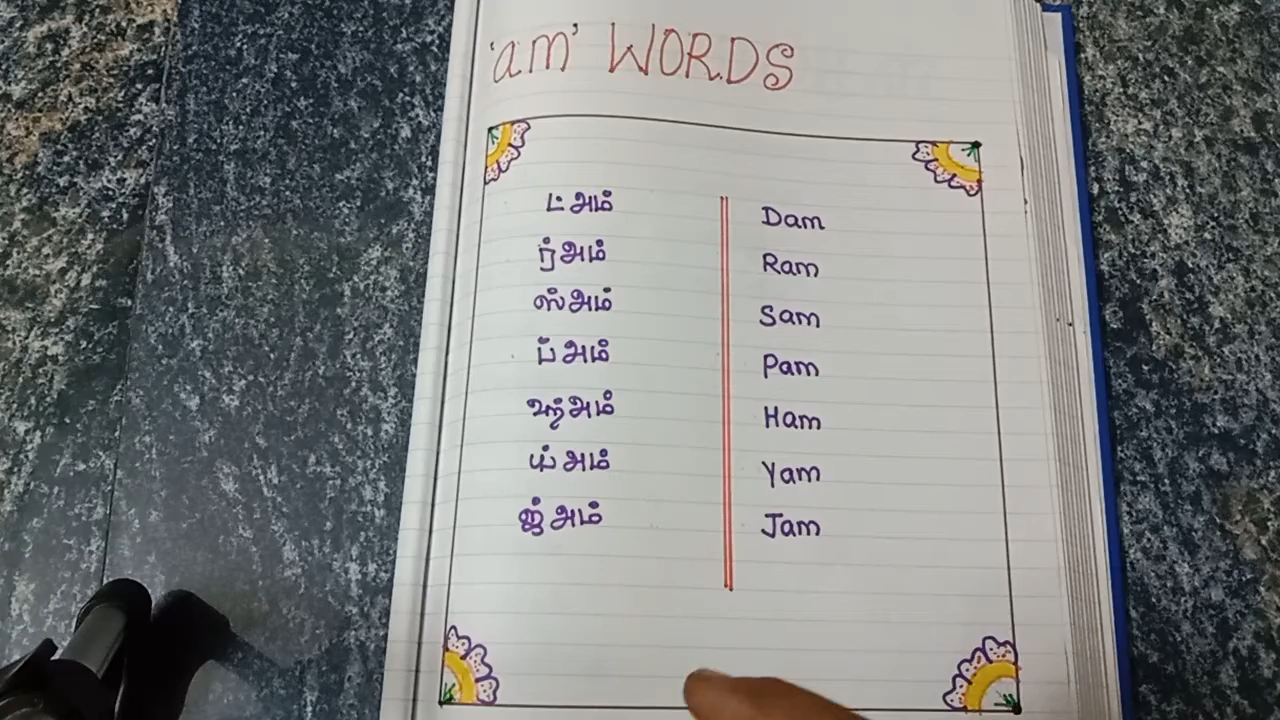 'am' WORDS
ட்அம் Dam
ர்அம் Ram
ஸ்அம் Sam
ப்அம் Pam
ஹ்அம் Ham
ய்அம் Yam
ஜ்அம் Jam